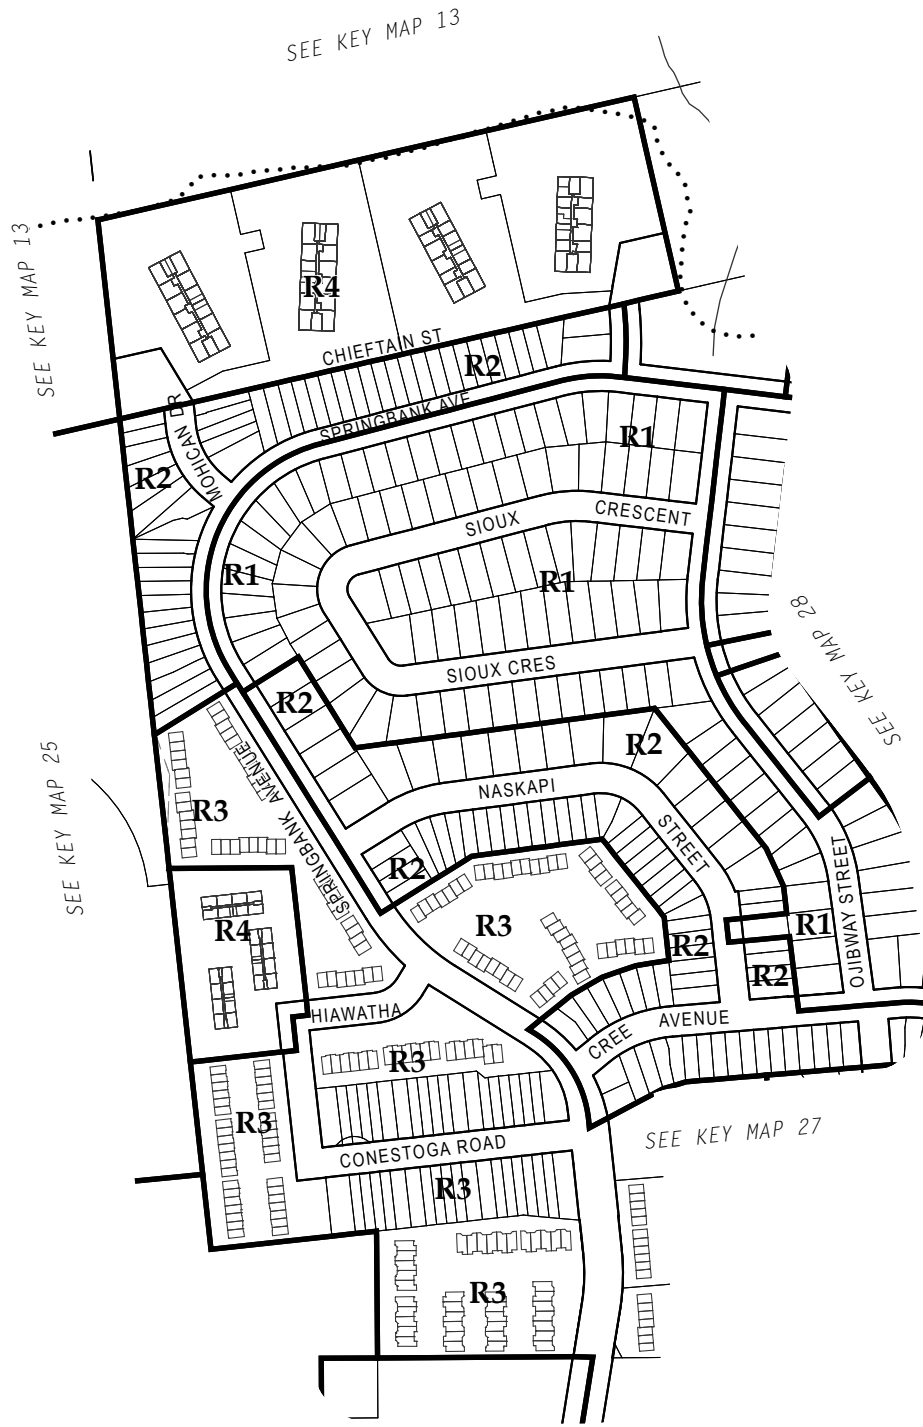 SEE KEY MAP 13
SEE KEY MAP 13
R4
CHIEFTAIN ST
R2
SPRINGBANK AVE
MOHICAN DR
R2
R1
SIOUX
CRESCENT
R1
R1
SEE KEY MAP 28
SIOUX CRES
R2
R2
SEE KEY MAP 25
NASKAPI
STREET
SPRINGBANK AVENUE
R3
R2
OJIBWAY STREET
R3
R4
R1
R2
R2
HIAWATHA
CREE
AVENUE
R3
R3
SEE KEY MAP 27
CONESTOGA ROAD
R3
R3